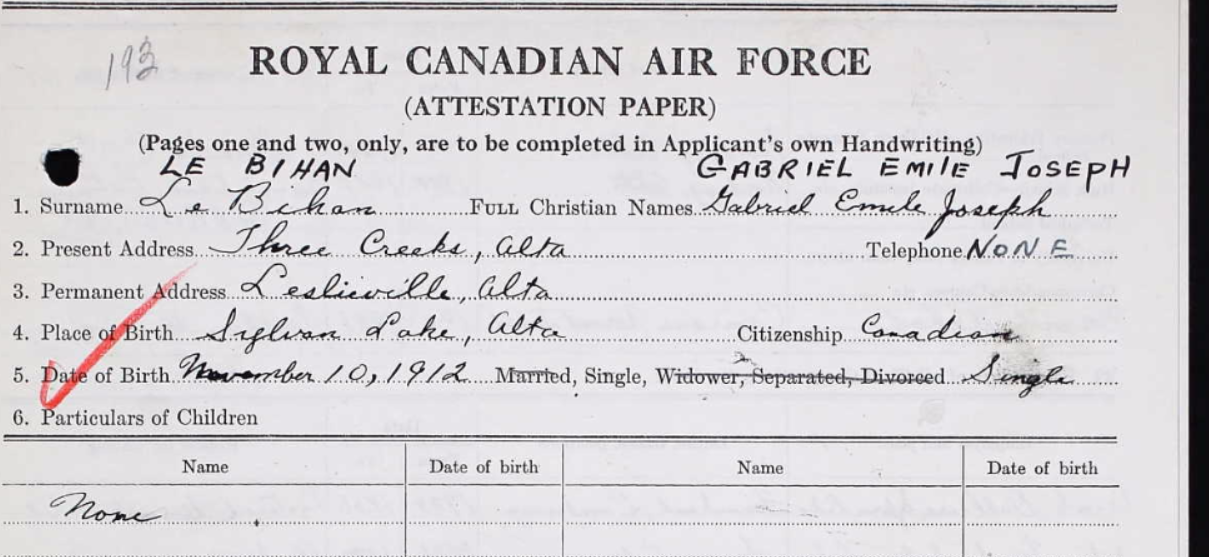 193
ROYAL CANADIAN AIR FORCE
(ATTESTATION PAPER)
(Pages one and two, only, are to be completed in Applicant's own Handwriting)
LE BIHAN GABRIEL EMILE JOSEPH
1. Surname Le Bihan FULL Christian Names Gabriel Emile Joseph
2. Present Address Three Creeks, Alta Telephone NONE
3. Permanent Address Leslieville, Alta
4. Place of Birth Sylvan Lake, Alta Citizenship Canadian
5. Date of Birth November 10, 1912 Married, Single, Widower, Separated, Divorced Single
6. Particulars of Children
Name Date of birth Name Date of birth
None